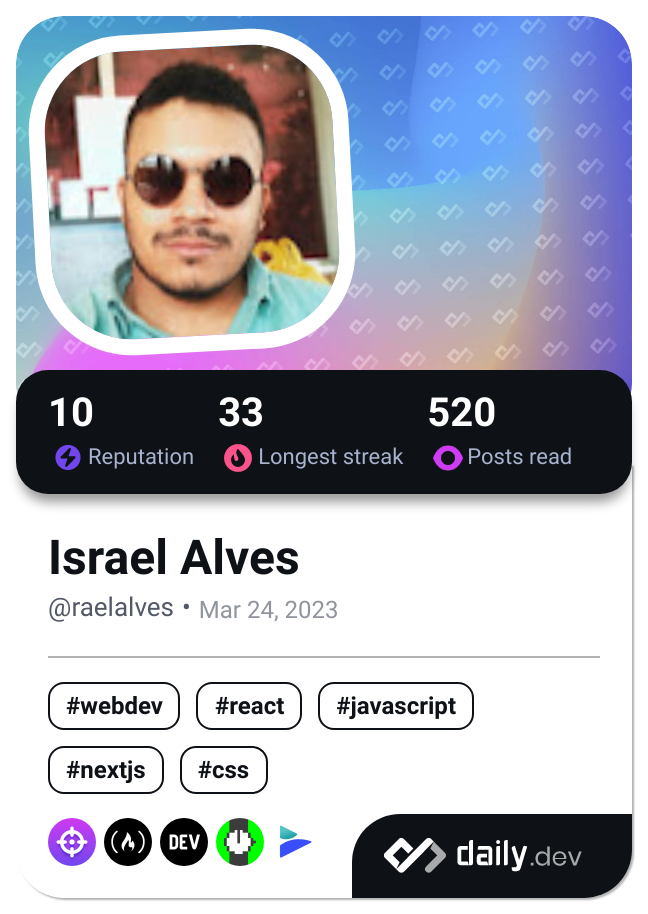 10 33 520
Reputation Longest streak Posts read
Israel Alves
@raelalves • Mar 24, 2023
#webdev #react #javascript
#nextjs #css
DEV
daily.dev